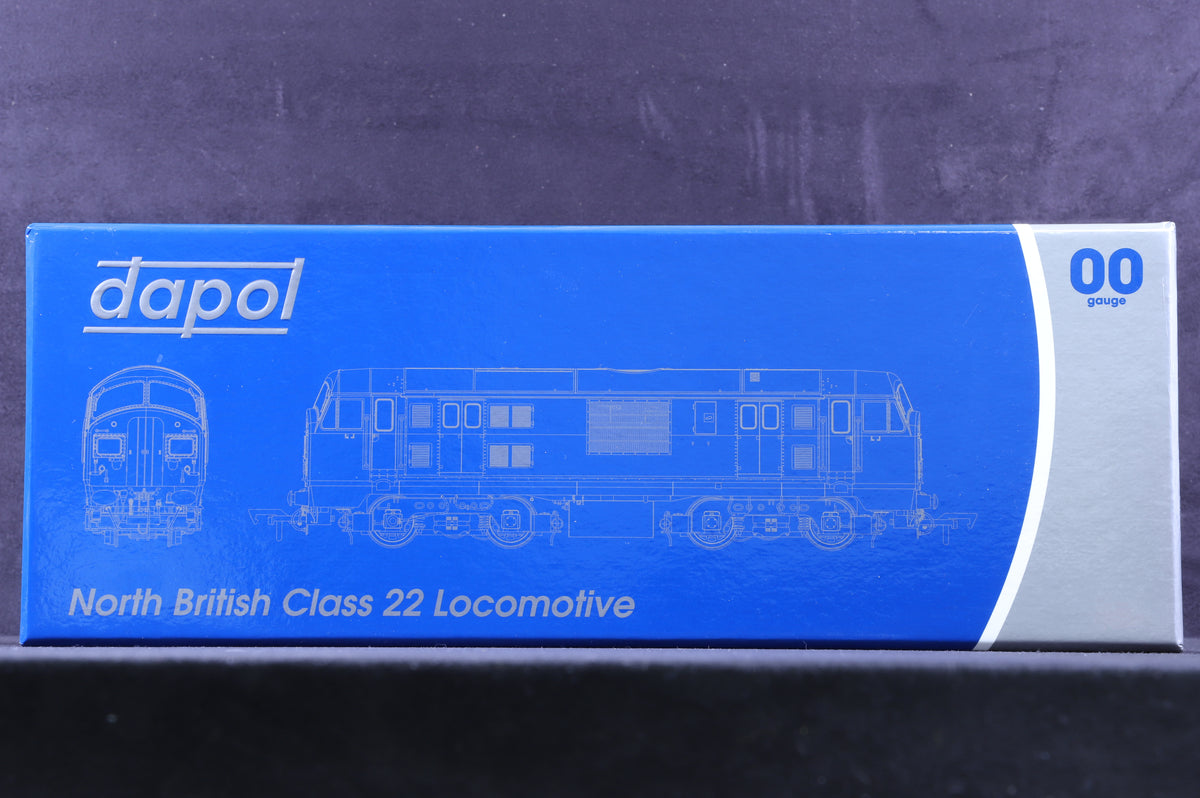 dapol
00
gauge
North British Class 22 Locomotive